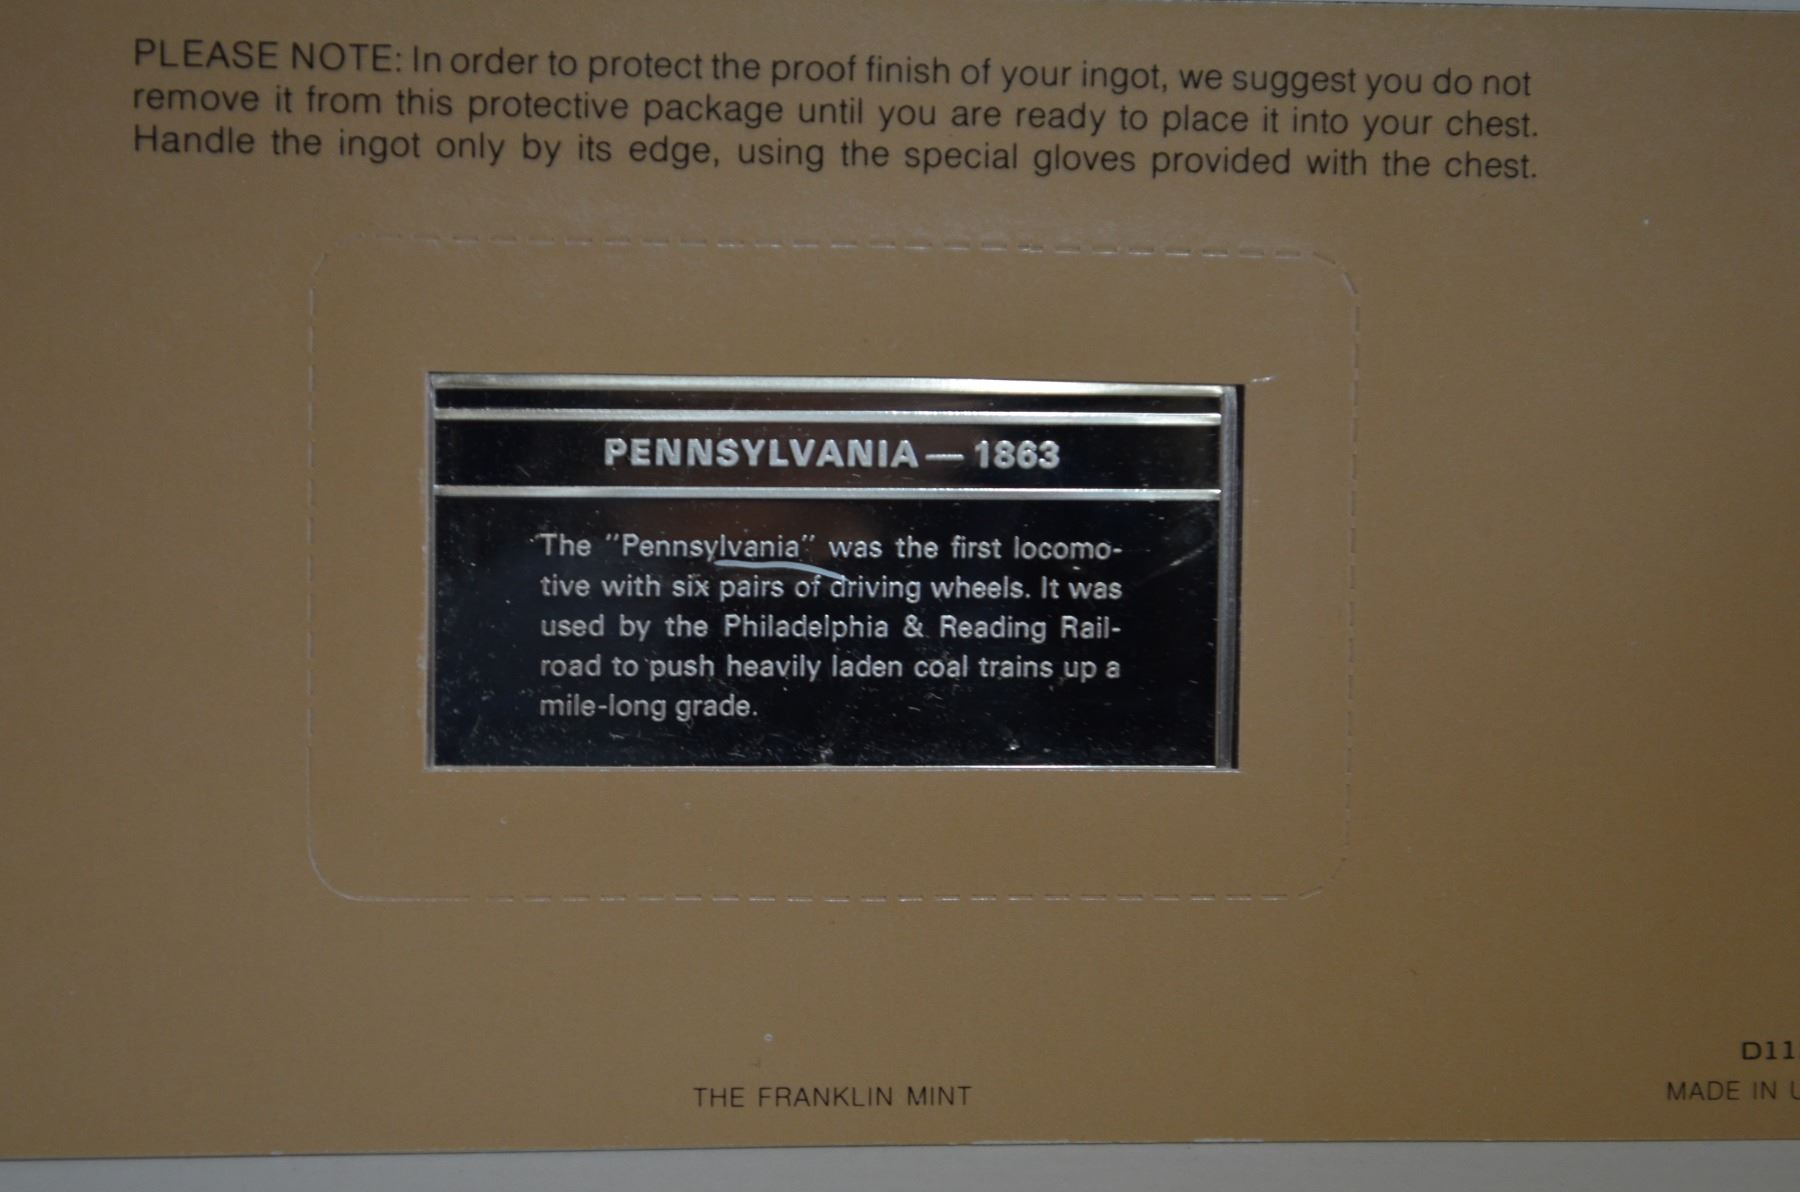 PLEASE NOTE: In order to protect the proof finish of your ingot, we suggest you do not
remove it from this protective package until you are ready to place it into your chest.
Handle the ingot only by its edge, using the special gloves provided with the chest.
PENNSYLVANIA — 1863
The "Pennsylvania" was the first locomo-
tive with six pairs of driving wheels. It was
used by the Philadelphia & Reading Rail-
road to push heavily laden coal trains up a
mile-long grade.
D11
THE FRANKLIN MINT
MADE IN U